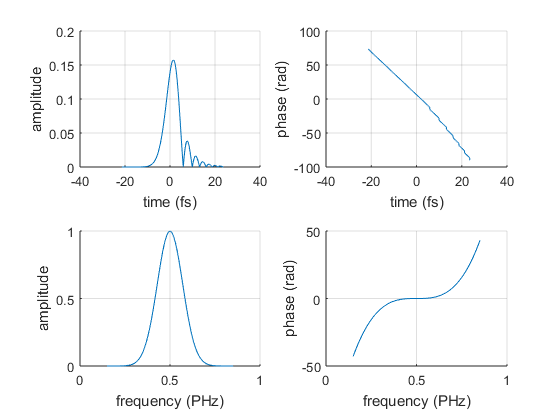 amplitude
0.2
0.15
0.1
0.05
0
-40 -20 0 20 40
time (fs)
phase (rad)
100
50
0
-50
-100
-40 -20 0 20 40
time (fs)
amplitude
1
0.5
0
0 0.5 1
frequency (PHz)
phase (rad)
50
0
-50
0 0.5 1
frequency (PHz)